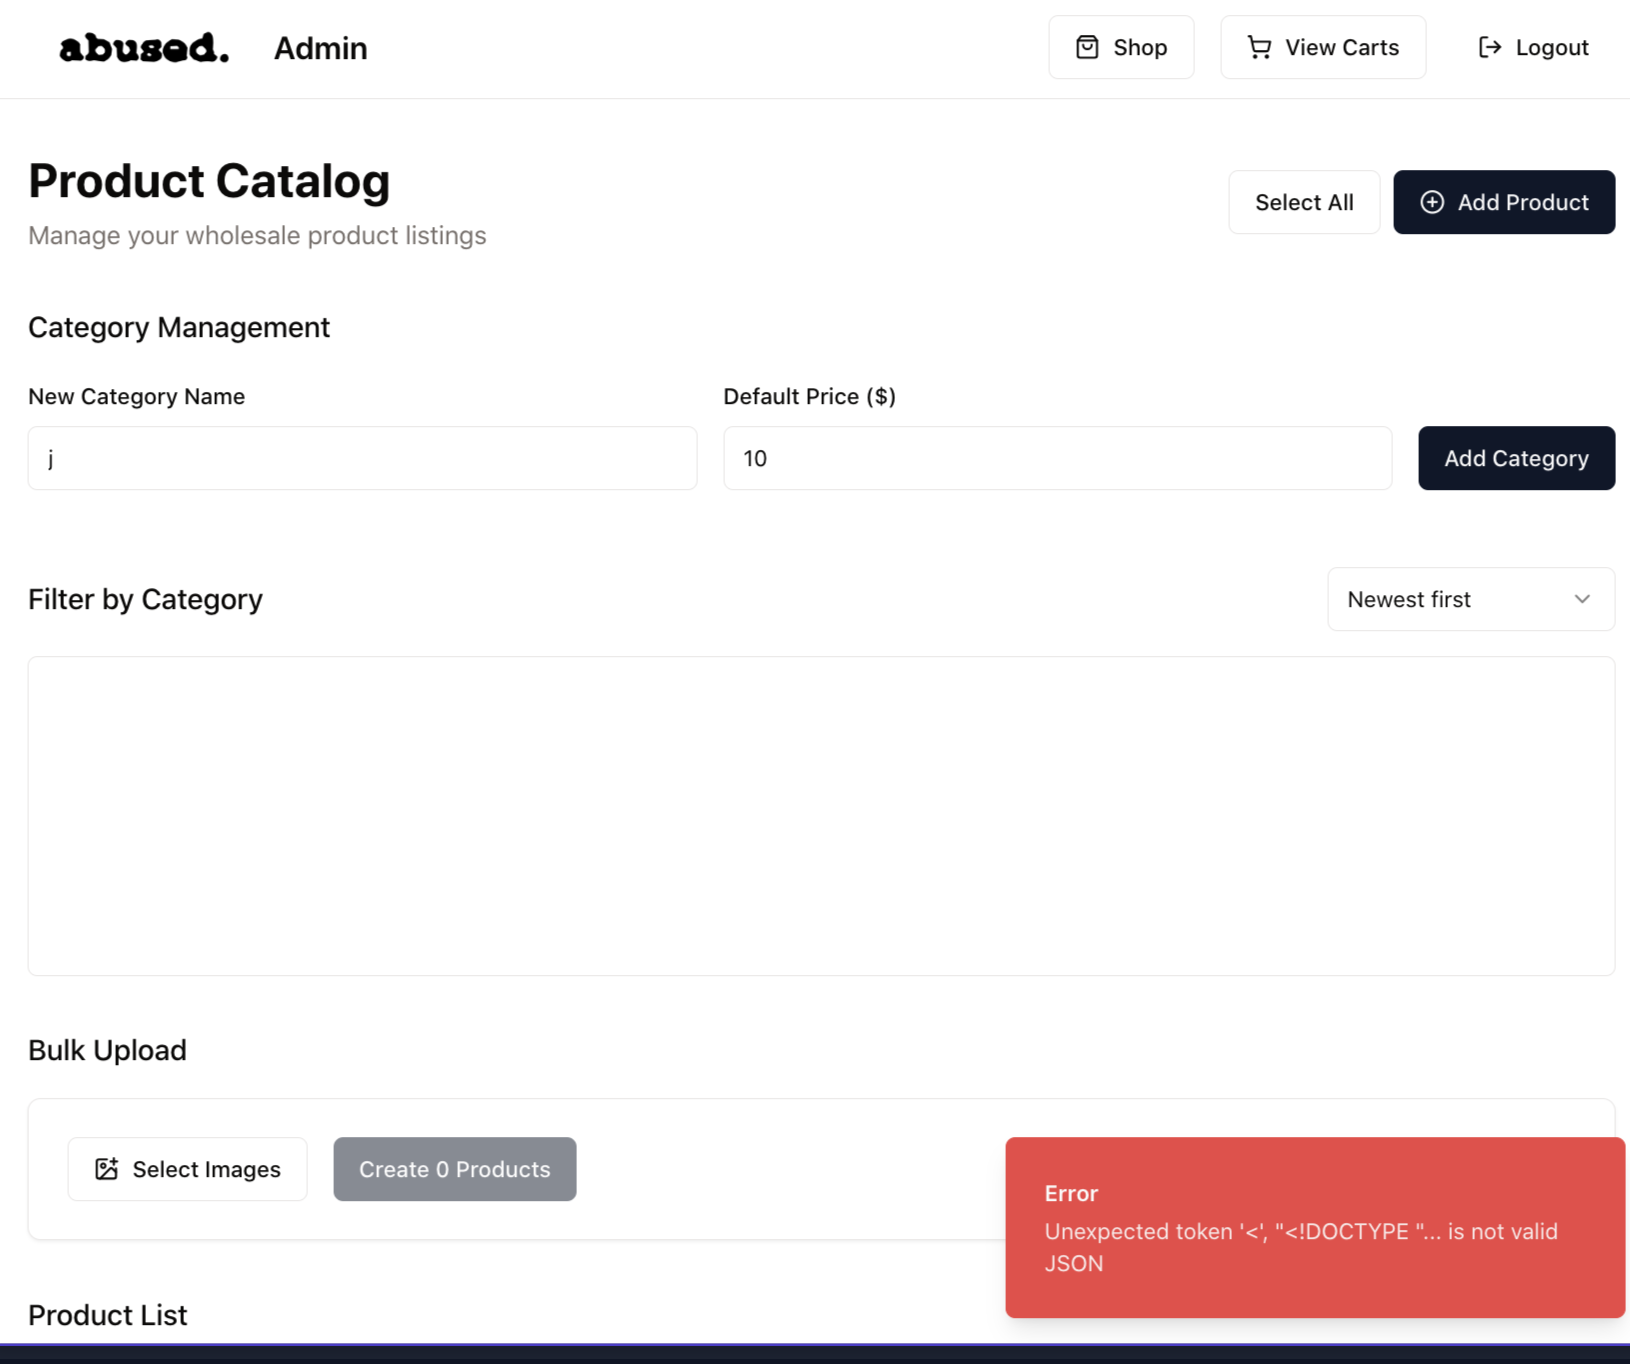 abused. Admin Shop View Carts Logout
Product Catalog
Manage your wholesale product listings
Select All Add Product
Category Management
New Category Name Default Price ($)
j 10 Add Category
Filter by Category Newest first
Bulk Upload
Select Images Create 0 Products
Error
Unexpected token '<', "<!DOCTYPE "... is not valid
JSON
Product List